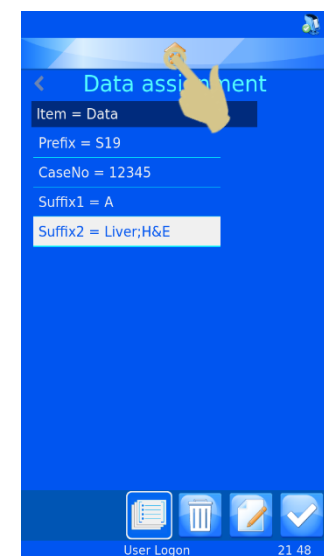 Data assignment
Item = Data
Prefix = S19
CaseNo = 12345
Suffix1 = A
Suffix2 = Liver;H&E
User Logon 21 48